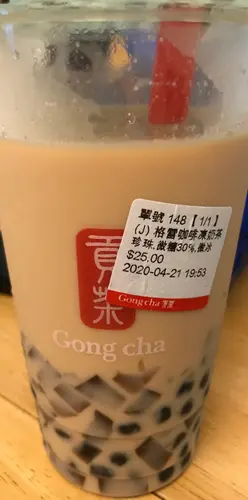 單號 148【1/1】
(J) 格雷咖啡凍奶茶
珍珠,微糖30%,微冰
$25.00
2020-04-21 19:53
Gong cha 貢茶
貢茶
Gong cha